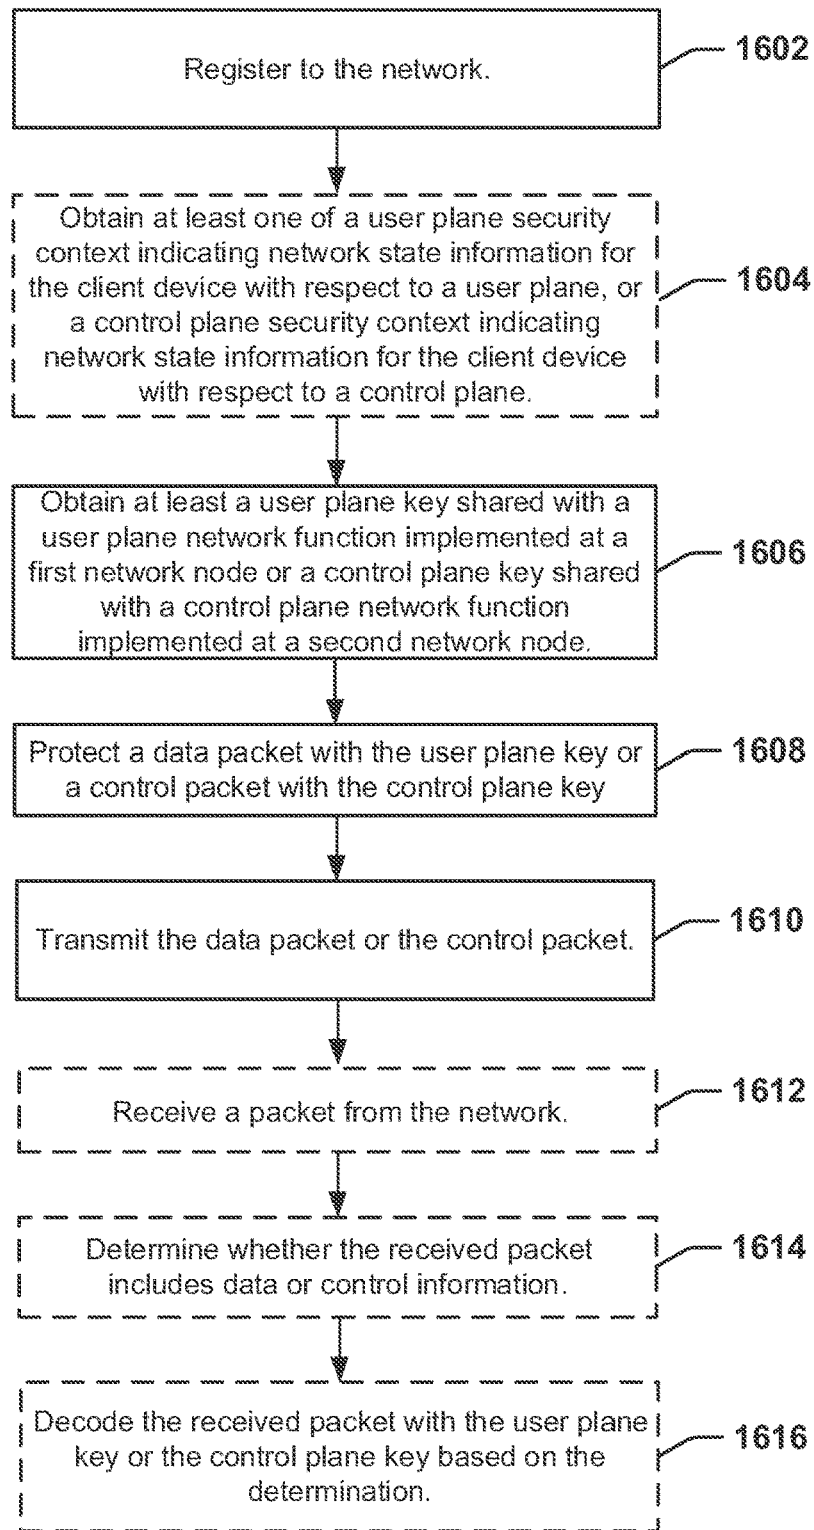 Register to the network.
1602
Obtain at least one of a user plane security
context indicating network state information for
the client device with respect to a user plane, or
a control plane security context indicating
network state information for the client device
with respect to a control plane.
1604
Obtain at least a user plane key shared with a
user plane network function implemented at a
first network node or a control plane key shared
with a control plane network function
implemented at a second network node.
1606
Protect a data packet with the user plane key or
a control packet with the control plane key
1608
Transmit the data packet or the control packet.
1610
Receive a packet from the network.
1612
Determine whether the received packet
includes data or control information.
1614
Decode the received packet with the user plane
key or the control plane key based on the
determination.
1616